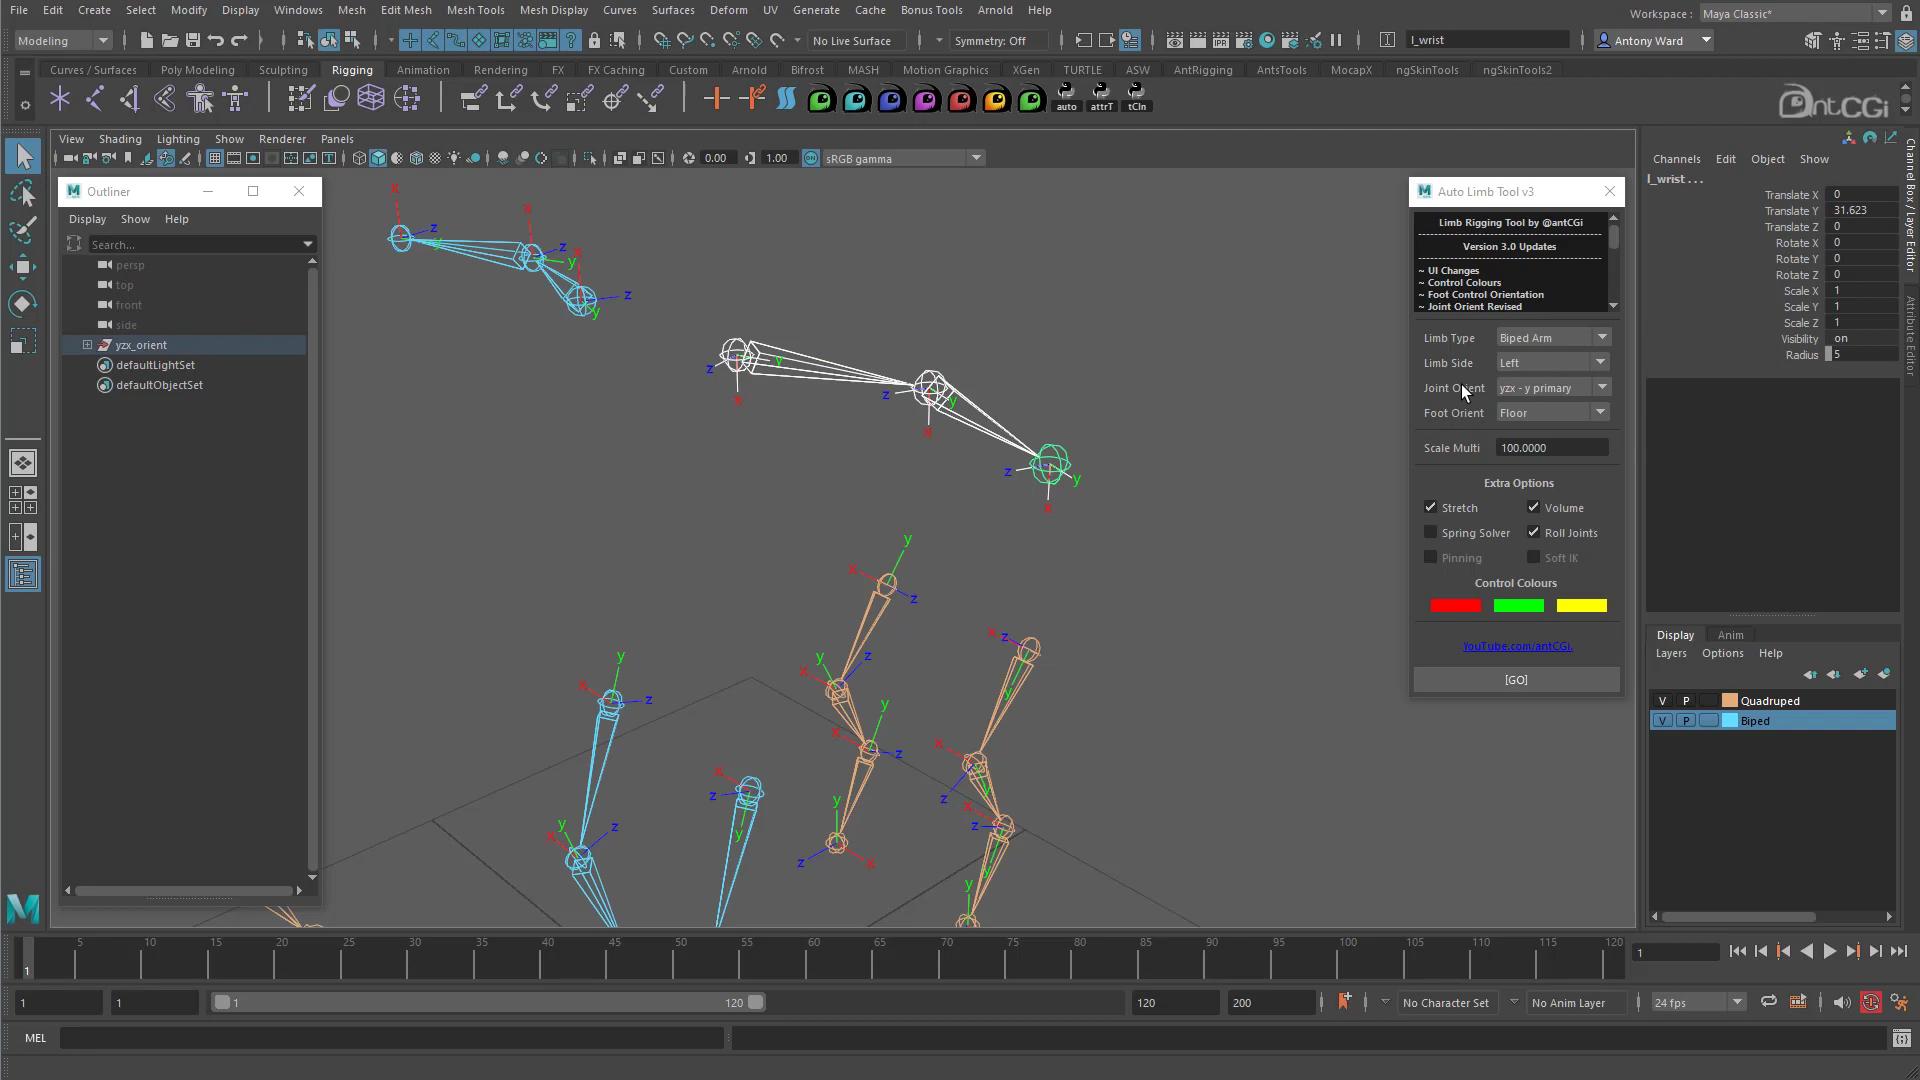 File Edit Create Select Modify Display Windows Mesh Edit Mesh Mesh Tools Mesh Display Curves Surfaces Deform UV Generate Cache Bonus Tools Arnold Help
Workspace : Maya Classic*
Modeling No Live Surface Symmetry: Off l_wrist Antony Ward
Curves / Surfaces Poly Modeling Sculpting Rigging Animation Rendering FX FX Caching Custom Arnold Bifrost MASH Motion Graphics XGen TURTLE ASW AntRigging AntsTools MocapX ngSkinTools ngSkinTools2
auto attrT tCln
antCGi
View Shading Lighting Show Renderer Panels
IPR
0.00 1.00 ON sRGB gamma
Outliner
Display Show Help
Search...
persp
top
front
side
yzx_orient
defaultLightSet
defaultObjectSet
Auto Limb Tool v3
Limb Rigging Tool by @antCGi
Version 3.0 Updates
~ UI Changes
~ Control Colours
~ Foot Control Orientation
~ Joint Orient Revised
Limb Type Biped Arm
Limb Side Left
Joint Orient yzx - y primary
Foot Orient Floor
Scale Multi 100.0000
Extra Options
Stretch Volume
Spring Solver Roll Joints
Pinning Soft IK
Control Colours
YouTube.com/antCGi.
[GO]
Channels Edit Object Show
l_wrist . . .
Translate X 0
Translate Y 31.623
Translate Z 0
Rotate X 0
Rotate Y 0
Rotate Z 0
Scale X 1
Scale Y 1
Scale Z 1
Visibility on
Radius 5
Channel Box / Layer Editor
Attribute Editor
Display Anim
Layers Options Help
V P Quadruped
V P Biped
5 10 15 20 25 30 35 40 45 50 55 60 65 70 75 80 85 90 95 100 105 110 115 120
1
1
1 1 1 120 120 200 No Character Set No Anim Layer 24 fps
MEL